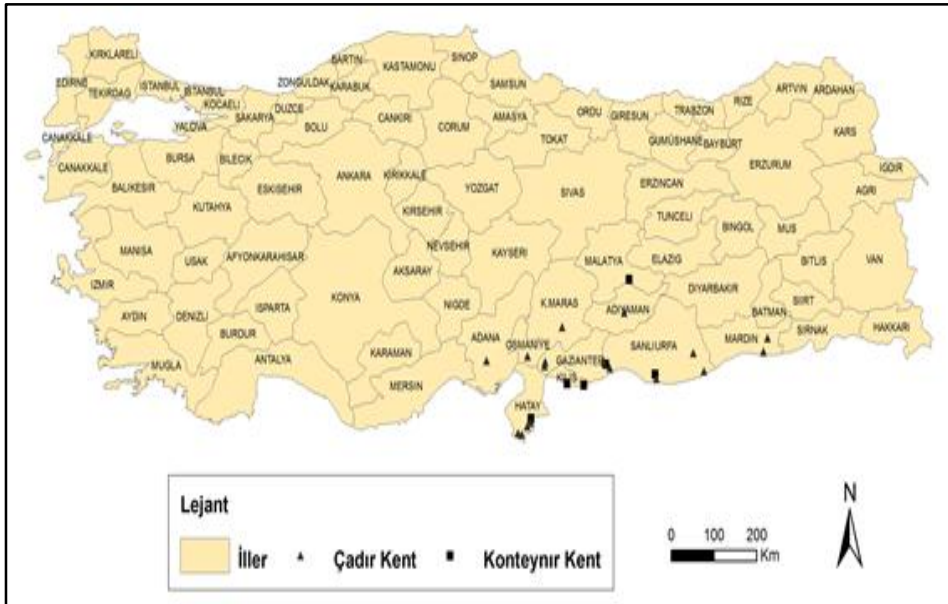 KIRKLARELI
EDIRNE
TEKIRDAG
ISTANBUL
ISTANBUL
KOCAELI
YALOVA
SAKARYA
DUZCE
ZONGULDAK
BARTIN
KARABUK
KASTAMONU
SINOP
SAMSUN
BOLU
CANKIRI
CORUM
AMASYA
TOKAT
ORDU
GIRESUN
TRABZON
RIZE
ARTVIN
ARDAHAN
KARS
GUMÜSHANE
BAYBURT
ERZURUM
IGDIR
AGRI
CANAKKALE
CANAKKALE
BALIKESIR
BURSA
BILECIK
ESKISEHIR
ANKARA
KIRIKKALE
YOZGAT
SIVAS
ERZINCAN
TUNCELI
BINGOL
MUS
KUTAHYA
KIRSEHIR
NEVSEHIR
KAYSERI
MALATYA
ELAZIG
BITLIS
VAN
MANISA
USAK
AFYONKARAHISAR
AKSARAY
IZMIR
KONYA
NIGDE
K.MARAS
ADIYAMAN
DIYARBAKIR
BATMAN
SIIRT
SIRNAK
HAKKARI
AYDIN
DENIZLI
ISPARTA
BURDUR
MUGLA
ANTALYA
KARAMAN
MERSIN
ADANA
OSMANIYE
GAZIANTEP
KILIS
SANLIURFA
MARDIN
HATAY
Lejant
İller
Çadır Kent
Konteynır Kent
0 100 200
Km
N